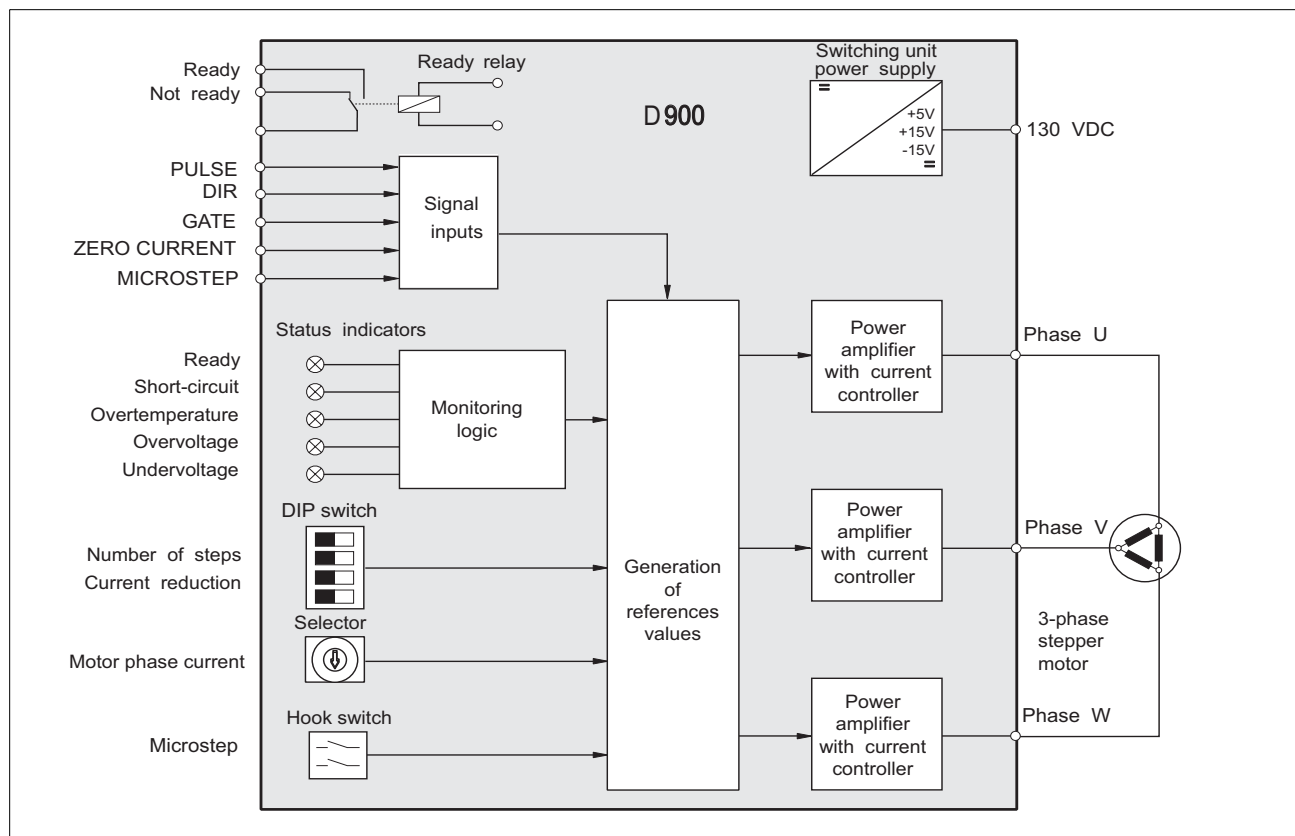 Ready
Not ready
Ready relay
D900
Switching unit
power supply
=
+5V
+15V
-15V
=
130 VDC
PULSE
DIR
GATE
ZERO CURRENT
MICROSTEP
Signal
inputs
Status indicators
Ready
Short-circuit
Overtemperature
Overvoltage
Undervoltage
Monitoring
logic
DIP switch
Number of steps
Current reduction
Selector
Motor phase current
Hook switch
Microstep
Generation
of
references
values
Power
amplifier
with current
controller
Phase U
Power
amplifier
with current
controller
Phase V
3-phase
stepper
motor
Power
amplifier
with current
controller
Phase W